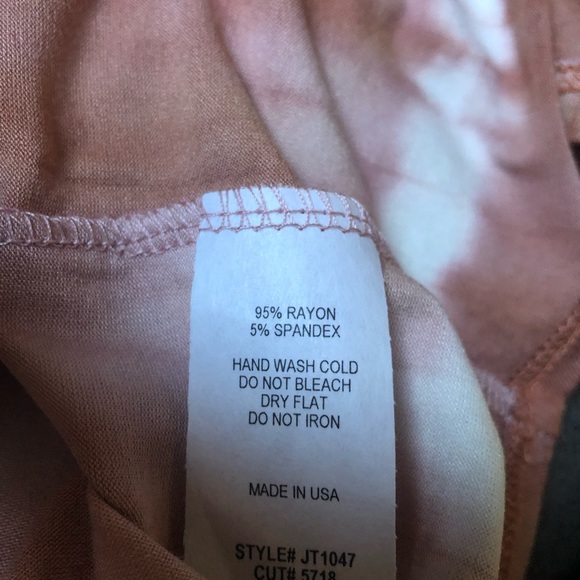 95% RAYON
5% SPANDEX
HAND WASH COLD
DO NOT BLEACH
DRY FLAT
DO NOT IRON
MADE IN USA
STYLE# JT1047
CUT# 5718